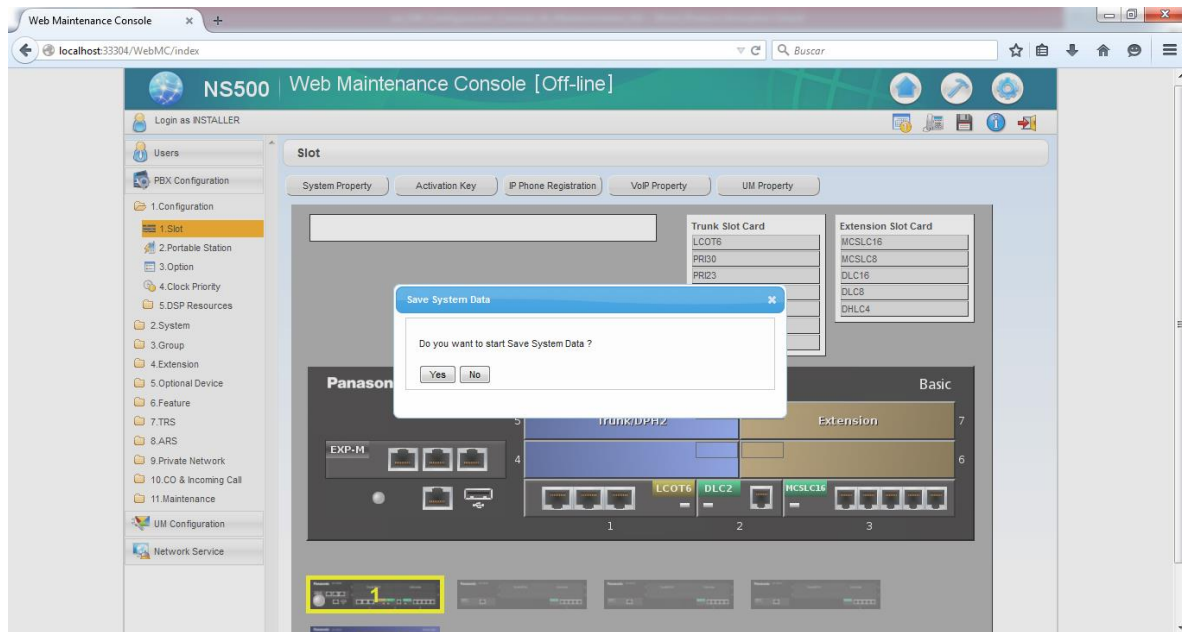 Web Maintenance Console
localhost:33304/WebMC/index
Buscar
NS500 Web Maintenance Console [Off-line]
Login as INSTALLER
Users
PBX Configuration
1.Configuration
1.Slot
2.Portable Station
3.Option
4.Clock Priority
5.DSP Resources
2.System
3.Group
4.Extension
5.Optional Device
6.Feature
7.TRS
8.ARS
9.Private Network
10.CO & Incoming Call
11.Maintenance
UM Configuration
Network Service
Slot
System Property Activation Key IP Phone Registration VoIP Property UM Property
Trunk Slot Card
LCOT6
PRI30
PRI23
Extension Slot Card
MCSLC16
MCSLC8
DLC16
DLC8
DHLC4
Save System Data
Do you want to start Save System Data ?
Yes No
Panason Basic
5 Trunk/DPH2 Extension 7
EXP-M 4 6
LCOT6 DLC2 MCSLC16
1 2 3
1